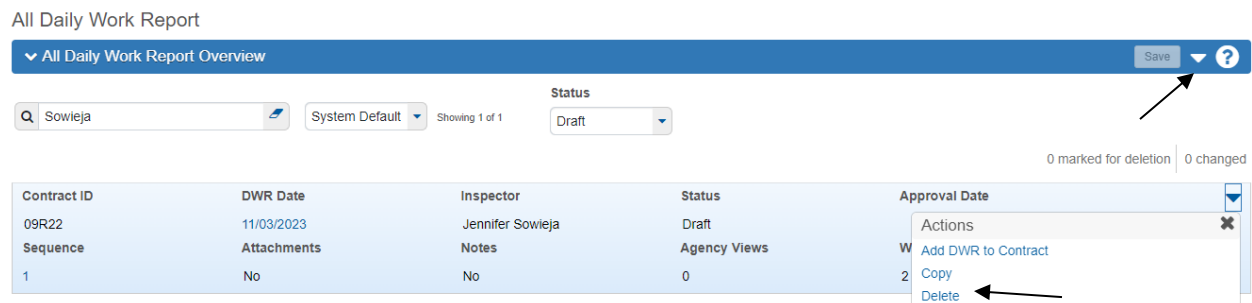 All Daily Work Report
All Daily Work Report Overview
Save
?
Status
Sowieja
System Default
Showing 1 of 1
Draft
0 marked for deletion
0 changed
Contract ID DWR Date Inspector Status Approval Date
09R22 11/03/2023 Jennifer Sowieja Draft
Actions
Sequence Attachments Notes Agency Views W
Add DWR to Contract
1 No No 0 2
Copy
Delete